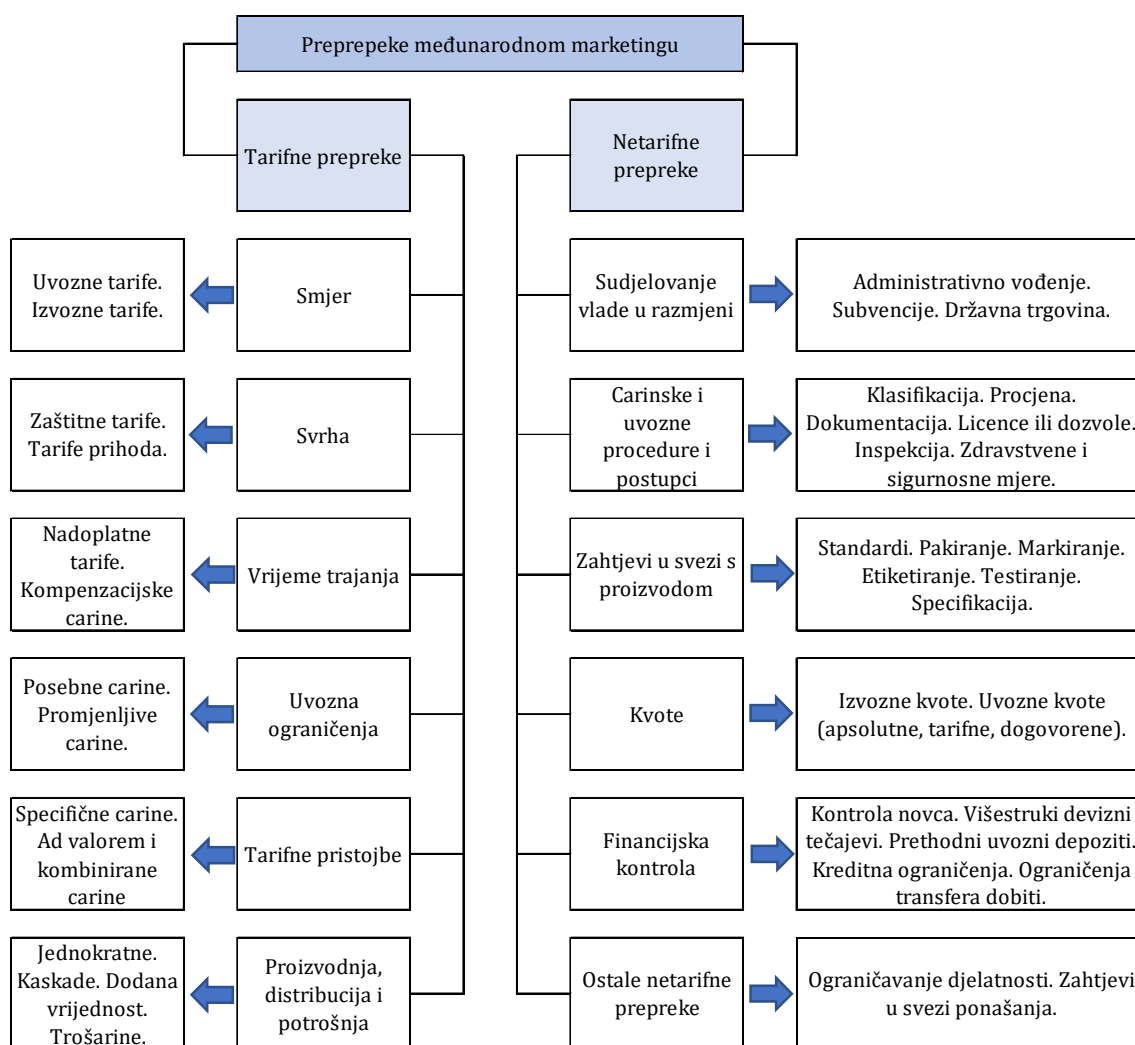 Preprepeke međunarodnom marketingu
Tarifne prepreke
Netarifne
prepreke
Uvozne tarife.
Izvozne tarife.
Smjer
Sudjelovanje
vlade u razmjeni
Administrativno vođenje.
Subvencije. Državna trgovina.
Zaštitne tarife.
Tarife prihoda.
Svrha
Carinske i
uvozne
procedure i
postupci
Klasifikacija. Procjena.
Dokumentacija. Licence ili dozvole.
Inspekcija. Zdravstvene i
sigurnosne mjere.
Nadoplatne
tarife.
Kompenzacijske
carine.
Vrijeme trajanja
Zahtjevi u svezi s
proizvodom
Standardi. Pakiranje. Markiranje.
Etiketiranje. Testiranje.
Specifikacija.
Posebne carine.
Promjenljive
carine.
Uvozna
ograničenja
Kvote
Izvozne kvote. Uvozne kvote
(apsolutne, tarifne, dogovorene).
Specifične carine.
Ad valorem i
kombinirane
carine
Tarifne pristojbe
Financijska
kontrola
Kontrola novca. Višestruki devizni
tečajevi. Prethodni uvozni depoziti.
Kreditna ograničenja. Ograničenja
transfera dobiti.
Jednokratne.
Kaskade. Dodana
vrijednost.
Trošarine.
Proizvodnja,
distribucija i
potrošnja
Ostale netarifne
prepreke
Ograničavanje djelatnosti. Zahtjevi
u svezi ponašanja.